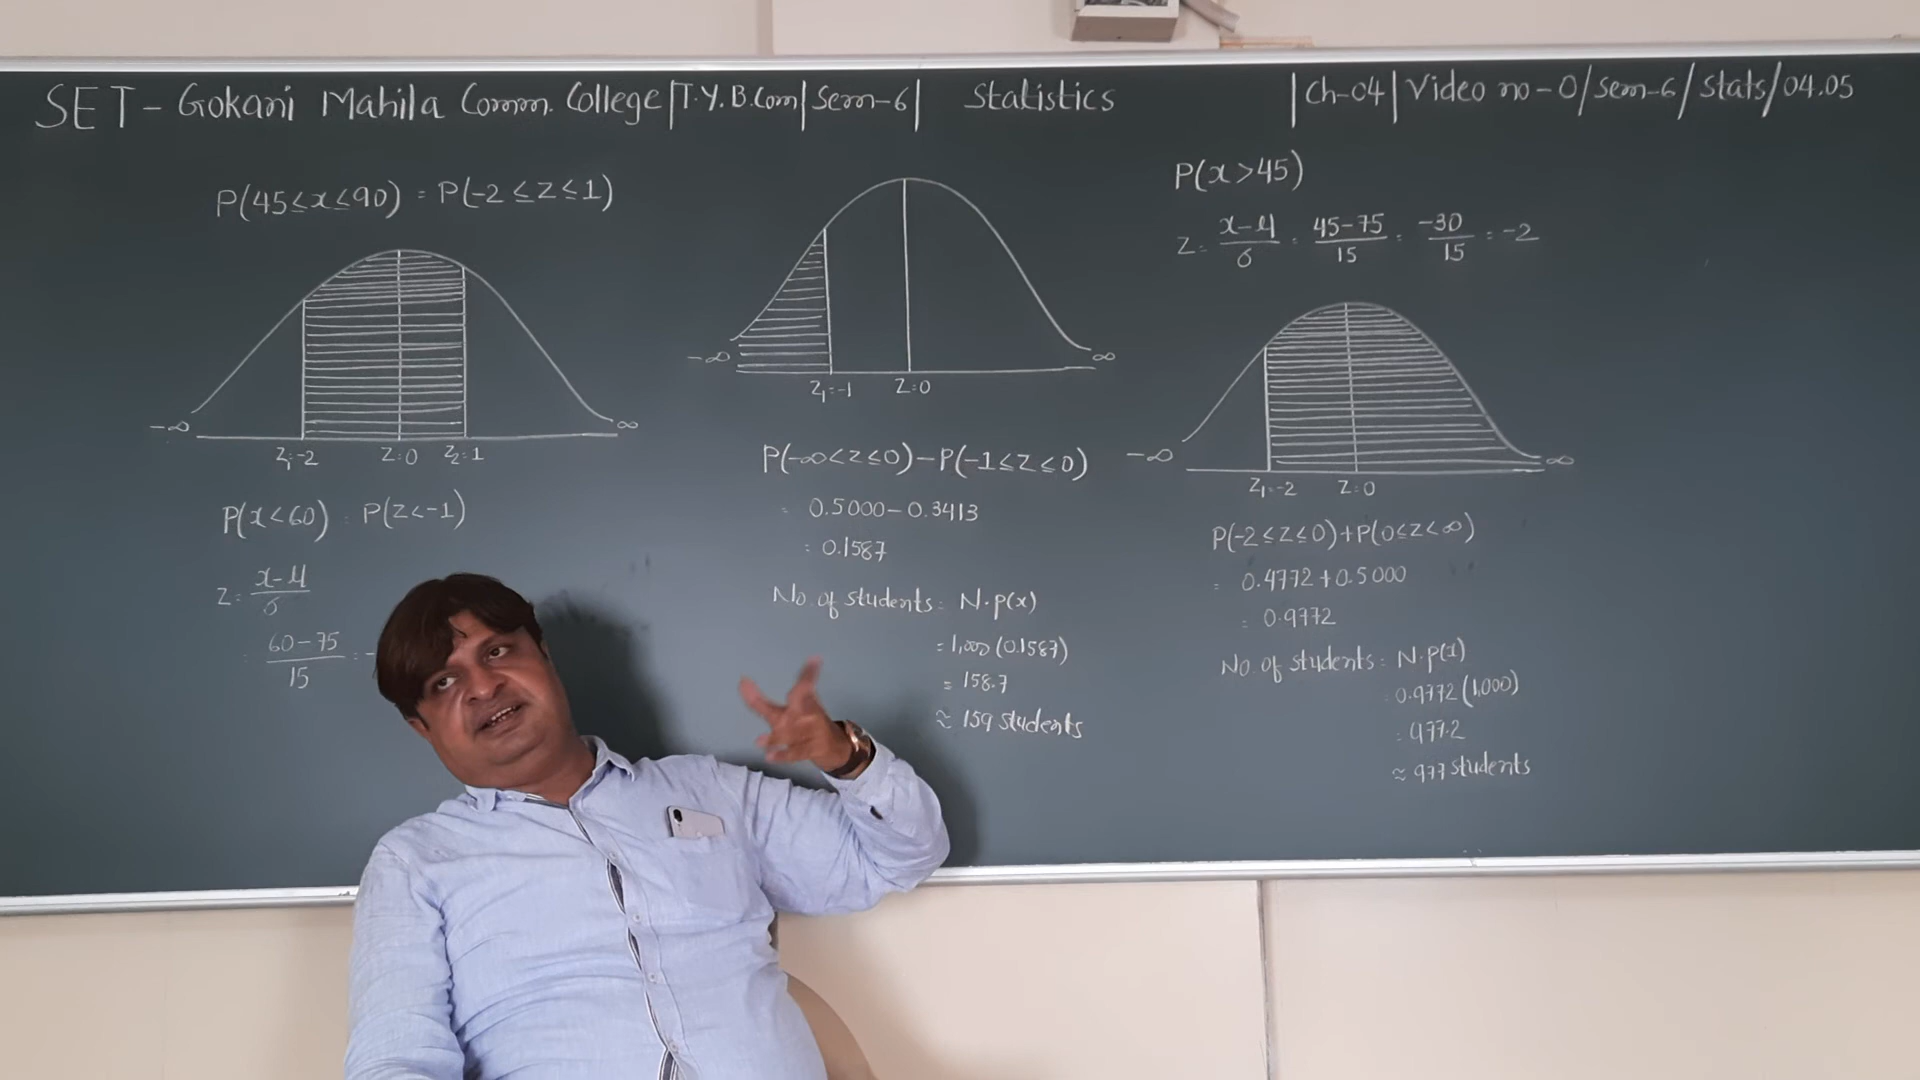 SET - Gokani Mahila Comm. College|T.Y.B.Com|Sem-6| Statistics |Ch-04|Video no-0/sem-6/stats/04.05
P(45≤x≤90) = P(-2≤z≤1)
-∞ ∞
Z₁=-2 Z=0 Z₂=1
P(x<60) = P(z<-1)
Z = (x-μ)/σ
= (60-75)/15 = -
-∞ ∞
Z₁=-1 Z=0
P(-∞<z≤0)-P(-1≤z≤0)
= 0.5000-0.3413
= 0.1587
No. of students = N·p(x)
= 1,000(0.1587)
= 158.7
≈ 159 students
P(x>45)
Z = (x-μ)/σ = (45-75)/15 = -30/15 = -2
-∞ ∞
Z₁=-2 Z=0
P(-2≤z≤0)+P(0≤z<∞)
= 0.4772+0.5000
= 0.9772
No. of students = N·p(x)
= 0.9772(1,000)
= 977.2
≈ 977 students